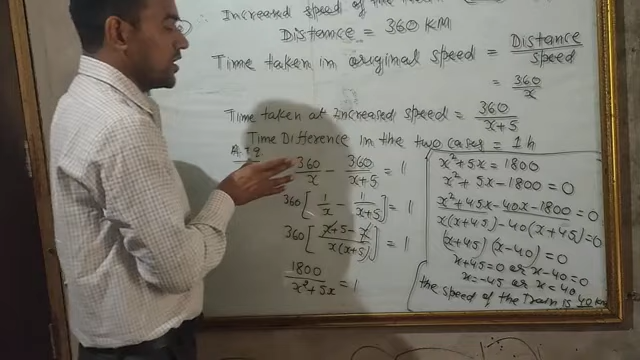 Increased speed of the
Distance = 360 KM
Time taken in original speed = Distance/speed
= 360/x
Time taken at Increased speed = 360/x+5
Time Difference in the two cases = 1h
A.T.Q.
360/x - 360/x+5 = 1
360[1/x - 1/x+5] = 1
360[x+5-x/x(x+5)] = 1
1800/x²+5x = 1
x²+5x = 1800
x²+5x-1800 = 0
x²+45x-40x-1800 = 0
x(x+45)-40(x+45)=0
(x+45)(x-40)=0
x+45=0 or x-40=0
x=-45 or x=40
the speed of the Train is 40